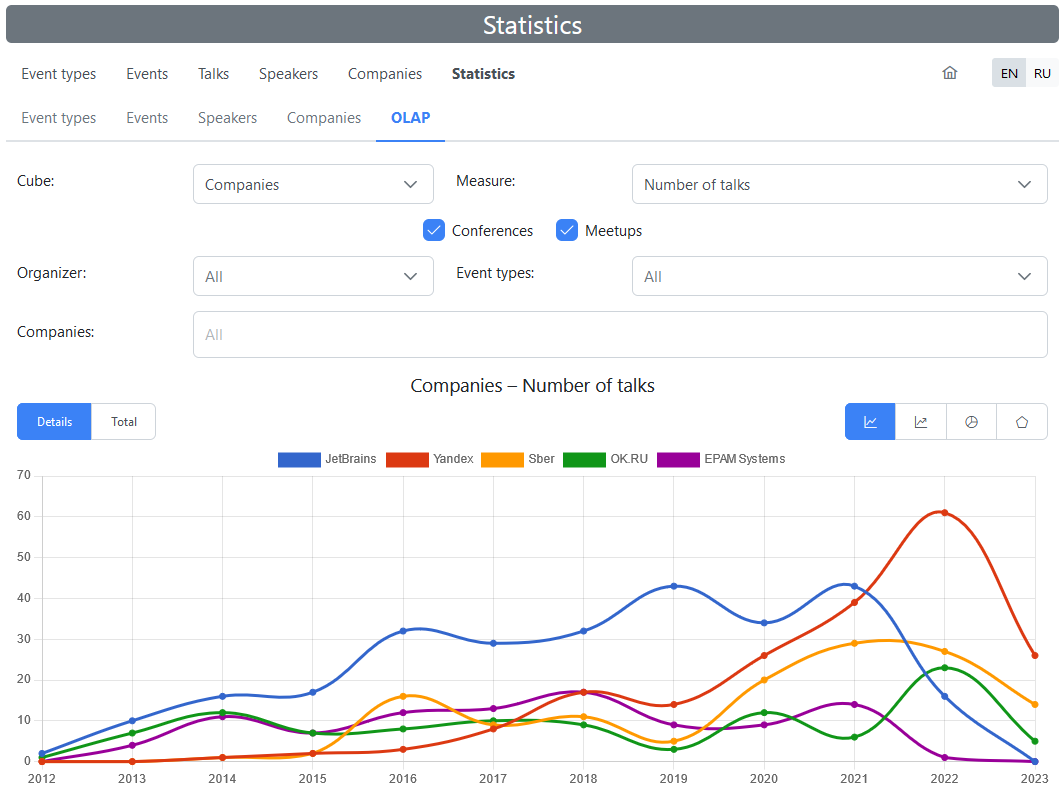 Statistics
Event types Events Talks Speakers Companies Statistics EN RU
Event types Events Speakers Companies OLAP
Cube: Companies Measure: Number of talks
Conferences Meetups
Organizer: All Event types: All
Companies: All
Companies – Number of talks
Details Total
JetBrains Yandex Sber OK.RU EPAM Systems
70
60
50
40
30
20
10
0
2012 2013 2014 2015 2016 2017 2018 2019 2020 2021 2022 2023